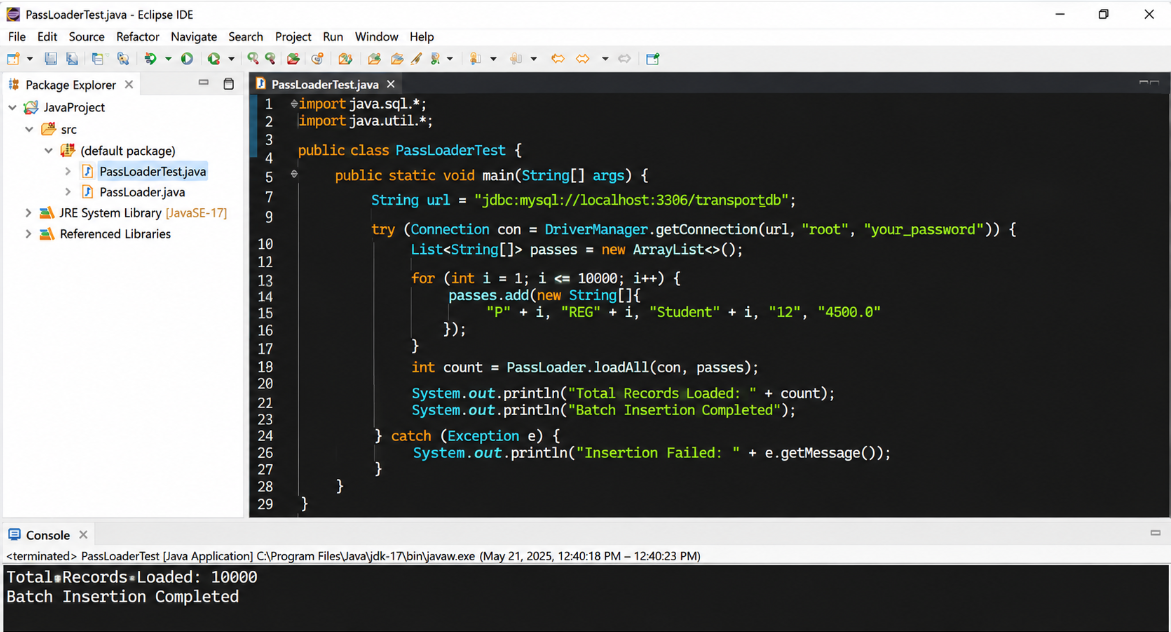 PassLoaderTest.java - Eclipse IDE
File Edit Source Refactor Navigate Search Project Run Window Help
Package Explorer
JavaProject
src
(default package)
PassLoaderTest.java
PassLoader.java
JRE System Library [JavaSE-17]
Referenced Libraries
PassLoaderTest.java
1 import java.sql.*;
2 import java.util.*;
3
4 public class PassLoaderTest {
5 public static void main(String[] args) {
7 String url = "jdbc:mysql://localhost:3306/transport_db";
9 try (Connection con = DriverManager.getConnection(url, "root", "your_password")) {
10 List<String[]> passes = new ArrayList<>();
12
13 for (int i = 1; i <= 10000; i++) {
14 passes.add(new String[]{
15 "P" + i, "REG" + i, "Student" + i, "12", "4500.0"
16 });
17 }
18 int count = PassLoader.loadAll(con, passes);
20
21 System.out.println("Total Records Loaded: " + count);
23 System.out.println("Batch Insertion Completed");
24 } catch (Exception e) {
26 System.out.println("Insertion Failed: " + e.getMessage());
27 }
28 }
29 }
Console
<terminated> PassLoaderTest [Java Application] C:\Program Files\Java\jdk-17\bin\javaw.exe (May 21, 2025, 12:40:18 PM – 12:40:23 PM)
Total Records Loaded: 10000
Batch Insertion Completed